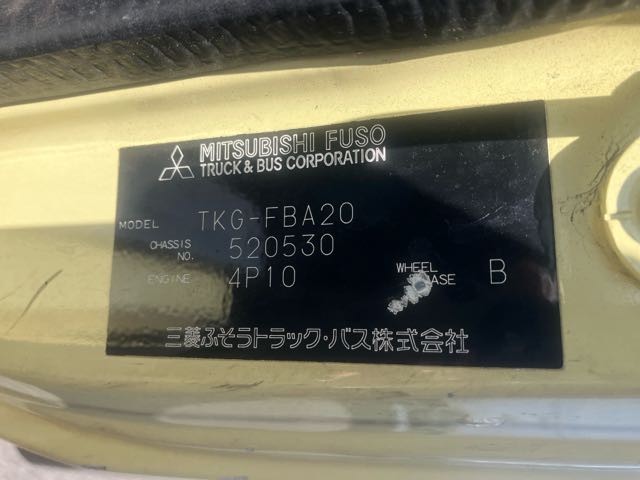 MITSUBISHI FUSO
TRUCK & BUS CORPORATION
MODEL TKG-FBA20
CHASSIS NO. 520530
ENGINE 4P10 WHEEL BASE B
三菱ふそうトラック・バス株式会社